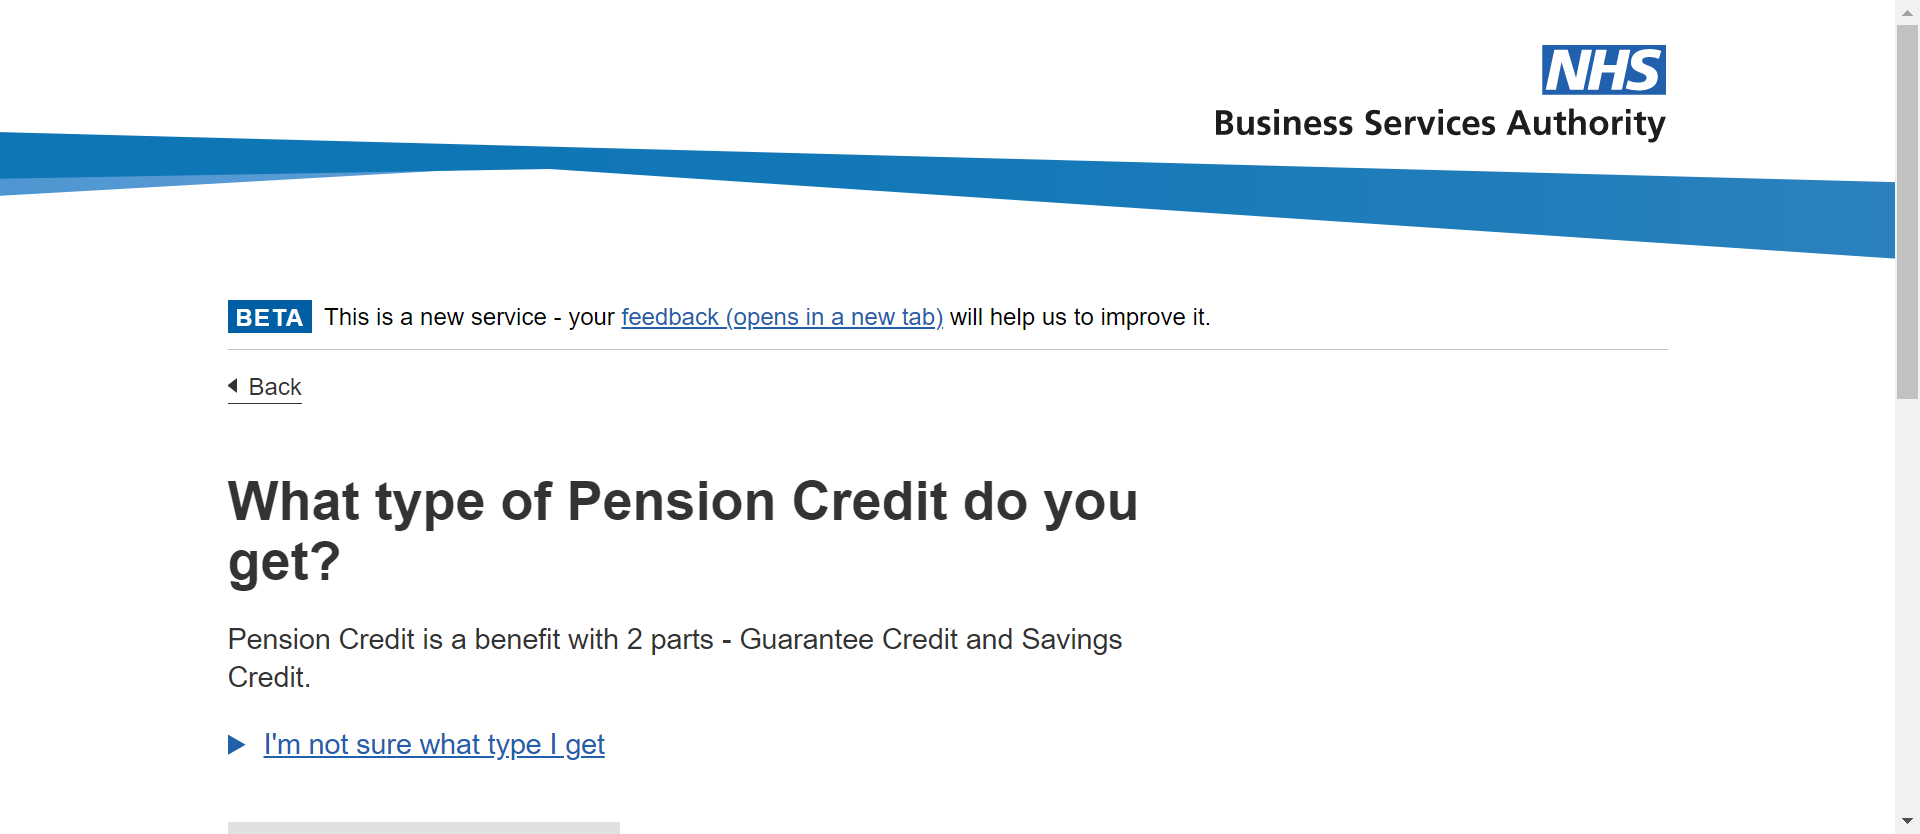 NHS
Business Services Authority
BETA This is a new service - your feedback (opens in a new tab) will help us to improve it.
Back
What type of Pension Credit do you
get?
Pension Credit is a benefit with 2 parts - Guarantee Credit and Savings
Credit.
I'm not sure what type I get